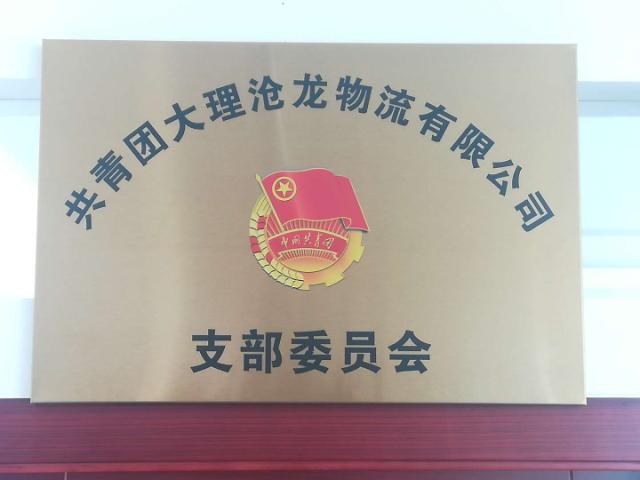 共青团大理沧龙物流有限公司
中国共青团
支部委员会